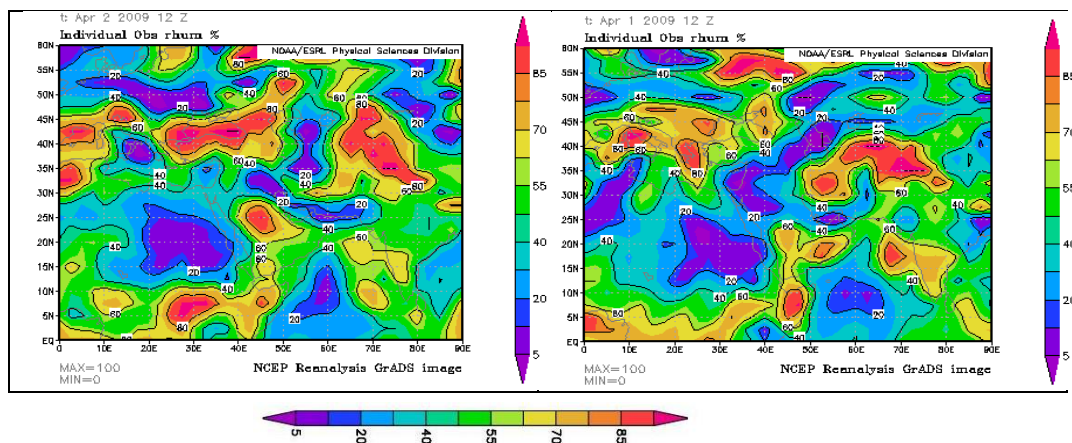 t: Apr 2 2009 12 Z
Individual Obs rhum %
NOAA/ESRL Physical Sciences Division
80N
55N
50N
45N
40N
35N
30N
25N
20N
15N
10N
5N
EQ
0 10E 20E 30E 40E 50E 60E 70E 80E 90E
85
70
55
40
20
5
MAX=100
MIN=0
NCEP Reanalysis GrADS image
t: Apr 1 2009 12 Z
Individual Obs rhum %
NOAA/ESRL Physical Sciences Division
80N
55N
50N
45N
40N
35N
30N
25N
20N
15N
10N
5N
EQ
0 10E 20E 30E 40E 50E 60E 70E 80E 90E
85
70
55
40
20
5
MAX=100
MIN=0
NCEP Reanalysis GrADS image
5 20 40 55 70 85